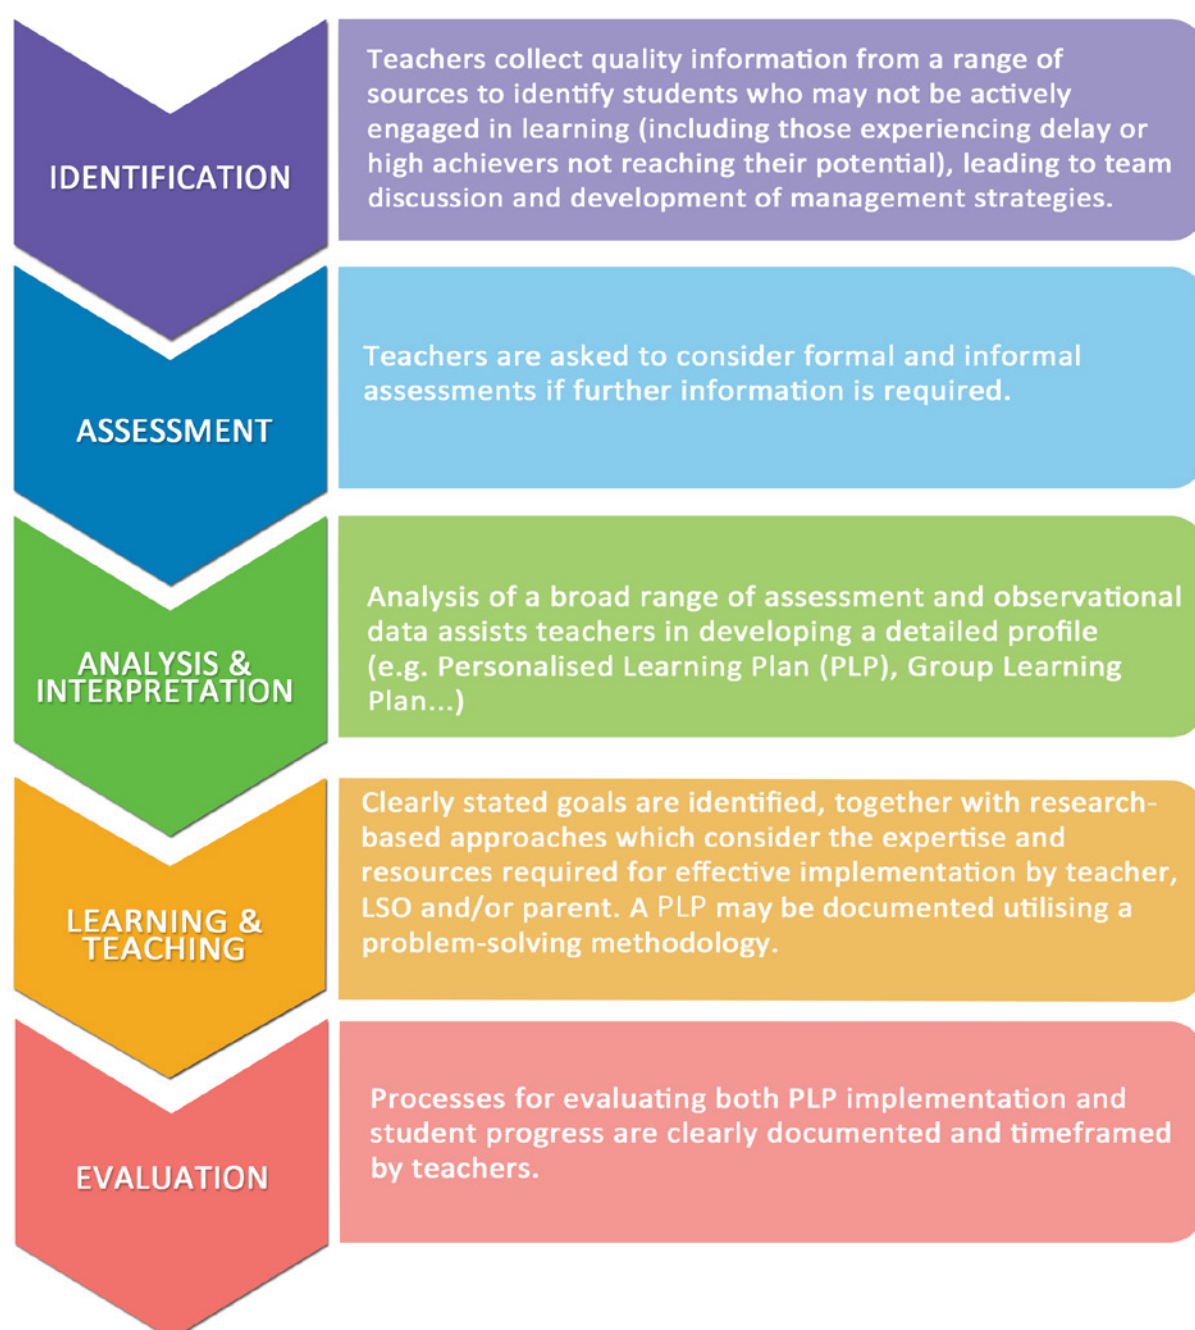 IDENTIFICATION
Teachers collect quality information from a range of
sources to identify students who may not be actively
engaged in learning (including those experiencing delay or
high achievers not reaching their potential), leading to team
discussion and development of management strategies.
ASSESSMENT
Teachers are asked to consider formal and informal
assessments if further information is required.
ANALYSIS &
INTERPRETATION
Analysis of a broad range of assessment and observational
data assists teachers in developing a detailed profile
(e.g. Personalised Learning Plan (PLP), Group Learning
Plan...)
LEARNING &
TEACHING
Clearly stated goals are identified, together with research-
based approaches which consider the expertise and
resources required for effective implementation by teacher,
LSO and/or parent. A PLP may be documented utilising a
problem-solving methodology.
EVALUATION
Processes for evaluating both PLP implementation and
student progress are clearly documented and timeframed
by teachers.